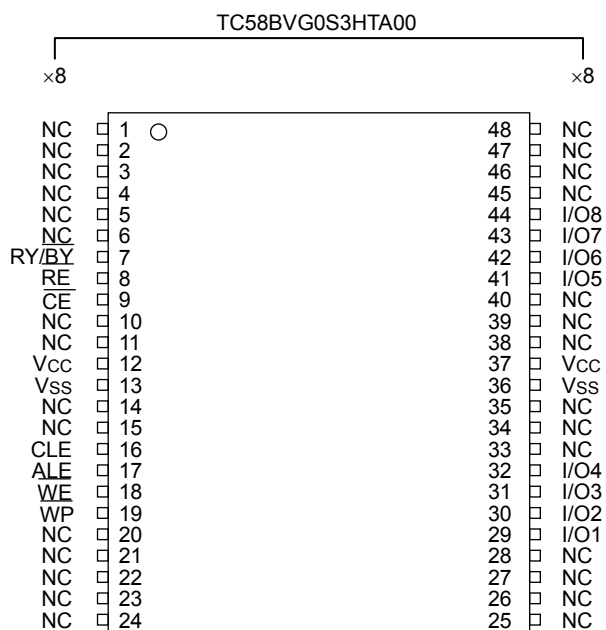 TC58BVG0S3HTA00
×8 ×8
NC 1 48 NC
NC 2 47 NC
NC 3 46 NC
NC 4 45 NC
NC 5 44 I/O8
NC 6 43 I/O7
RY/BY 7 42 I/O6
RE 8 41 I/O5
CE 9 40 NC
NC 10 39 NC
NC 11 38 NC
VCC 12 37 VCC
VSS 13 36 VSS
NC 14 35 NC
NC 15 34 NC
CLE 16 33 NC
ALE 17 32 I/O4
WE 18 31 I/O3
WP 19 30 I/O2
NC 20 29 I/O1
NC 21 28 NC
NC 22 27 NC
NC 23 26 NC
NC 24 25 NC